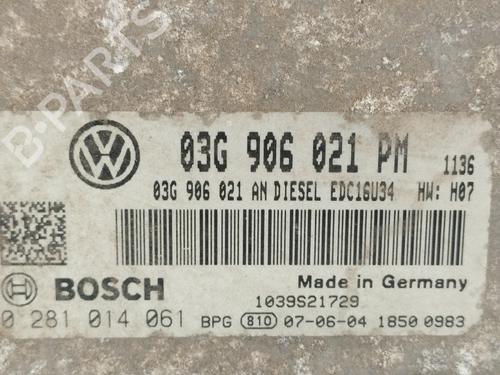 B-PARTS
03G 906 021 PM 1136
03G 906 021 AN DIESEL EDC16U34 HW: H07
BOSCH
Made in Germany
1039S21729
0 281 014 061 BPG 810 07-06-04 1850 0983